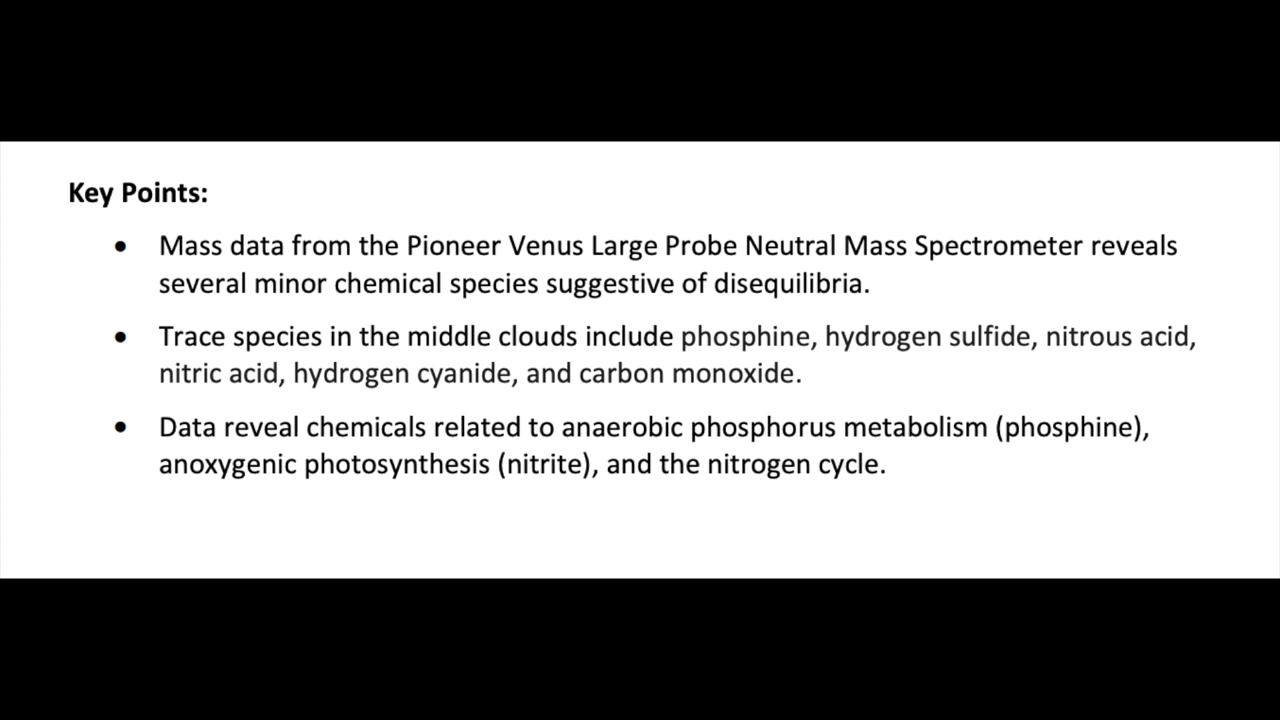 Key Points:
• Mass data from the Pioneer Venus Large Probe Neutral Mass Spectrometer reveals
several minor chemical species suggestive of disequilibria.
• Trace species in the middle clouds include phosphine, hydrogen sulfide, nitrous acid,
nitric acid, hydrogen cyanide, and carbon monoxide.
• Data reveal chemicals related to anaerobic phosphorus metabolism (phosphine),
anoxygenic photosynthesis (nitrite), and the nitrogen cycle.